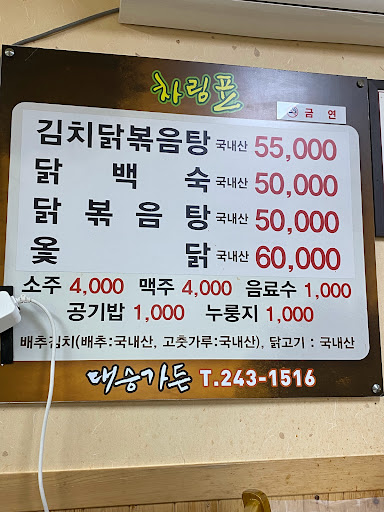 차림표
금연
김치닭볶음탕 국내산 55,000
닭백숙 국내산 50,000
닭볶음탕 국내산 50,000
옻닭 국내산 60,000
소주 4,000 맥주 4,000 음료수 1,000
공기밥 1,000 누룽지 1,000
배추김치(배추:국내산, 고춧가루:국내산), 닭고기 : 국내산
대승가든 T.243-1516